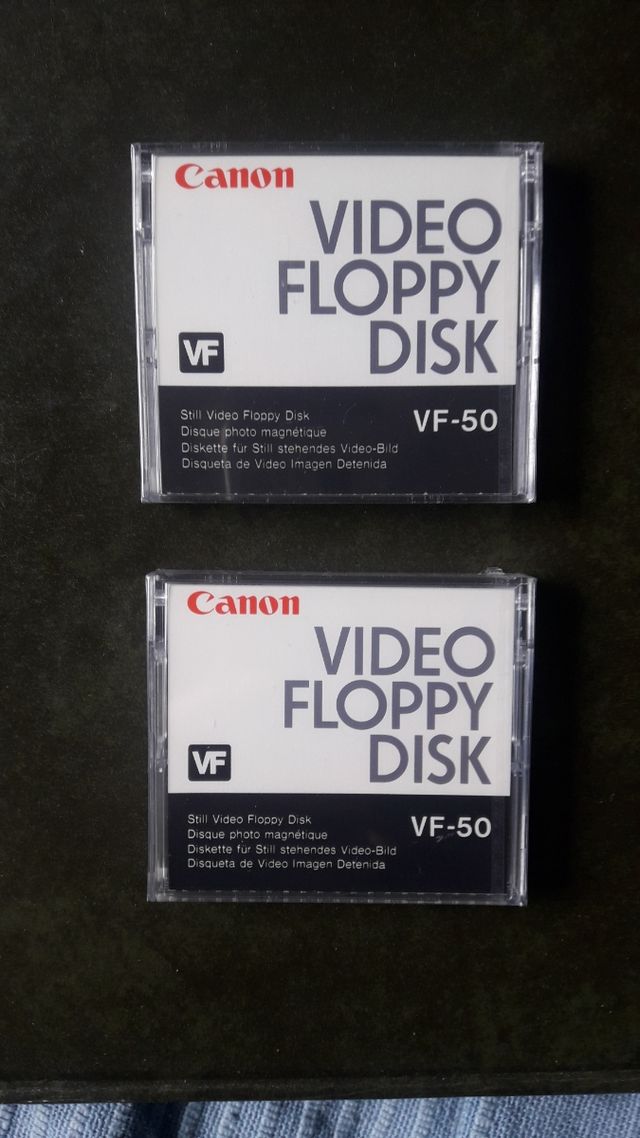 Canon
VIDEO
FLOPPY
DISK
VF
VF-50
Still Video Floppy Disk
Disque photo magnétique
Diskette für Still stehendes Video-Bild
Disqueta de Video Imagen Detenida
Canon
VIDEO
FLOPPY
DISK
VF
VF-50
Still Video Floppy Disk
Disque photo magnétique
Diskette für Still stehendes Video-Bild
Disqueta de Video Imagen Detenida